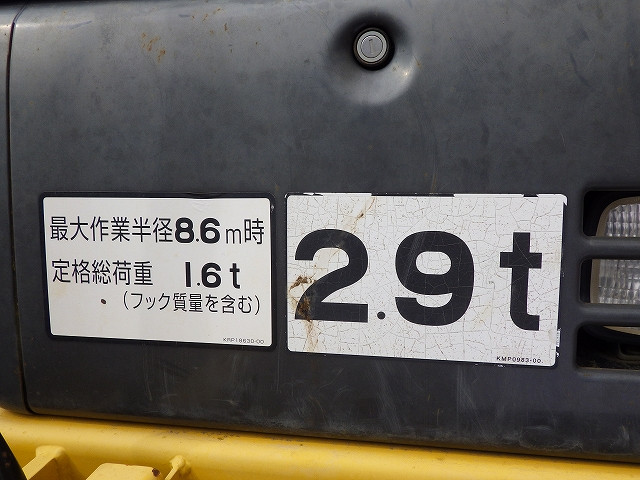 最大作業半径8.6m時
定格総荷重 1.6t
(フック質量を含む)
KMP18630-00
2.9t
KMP0983-00